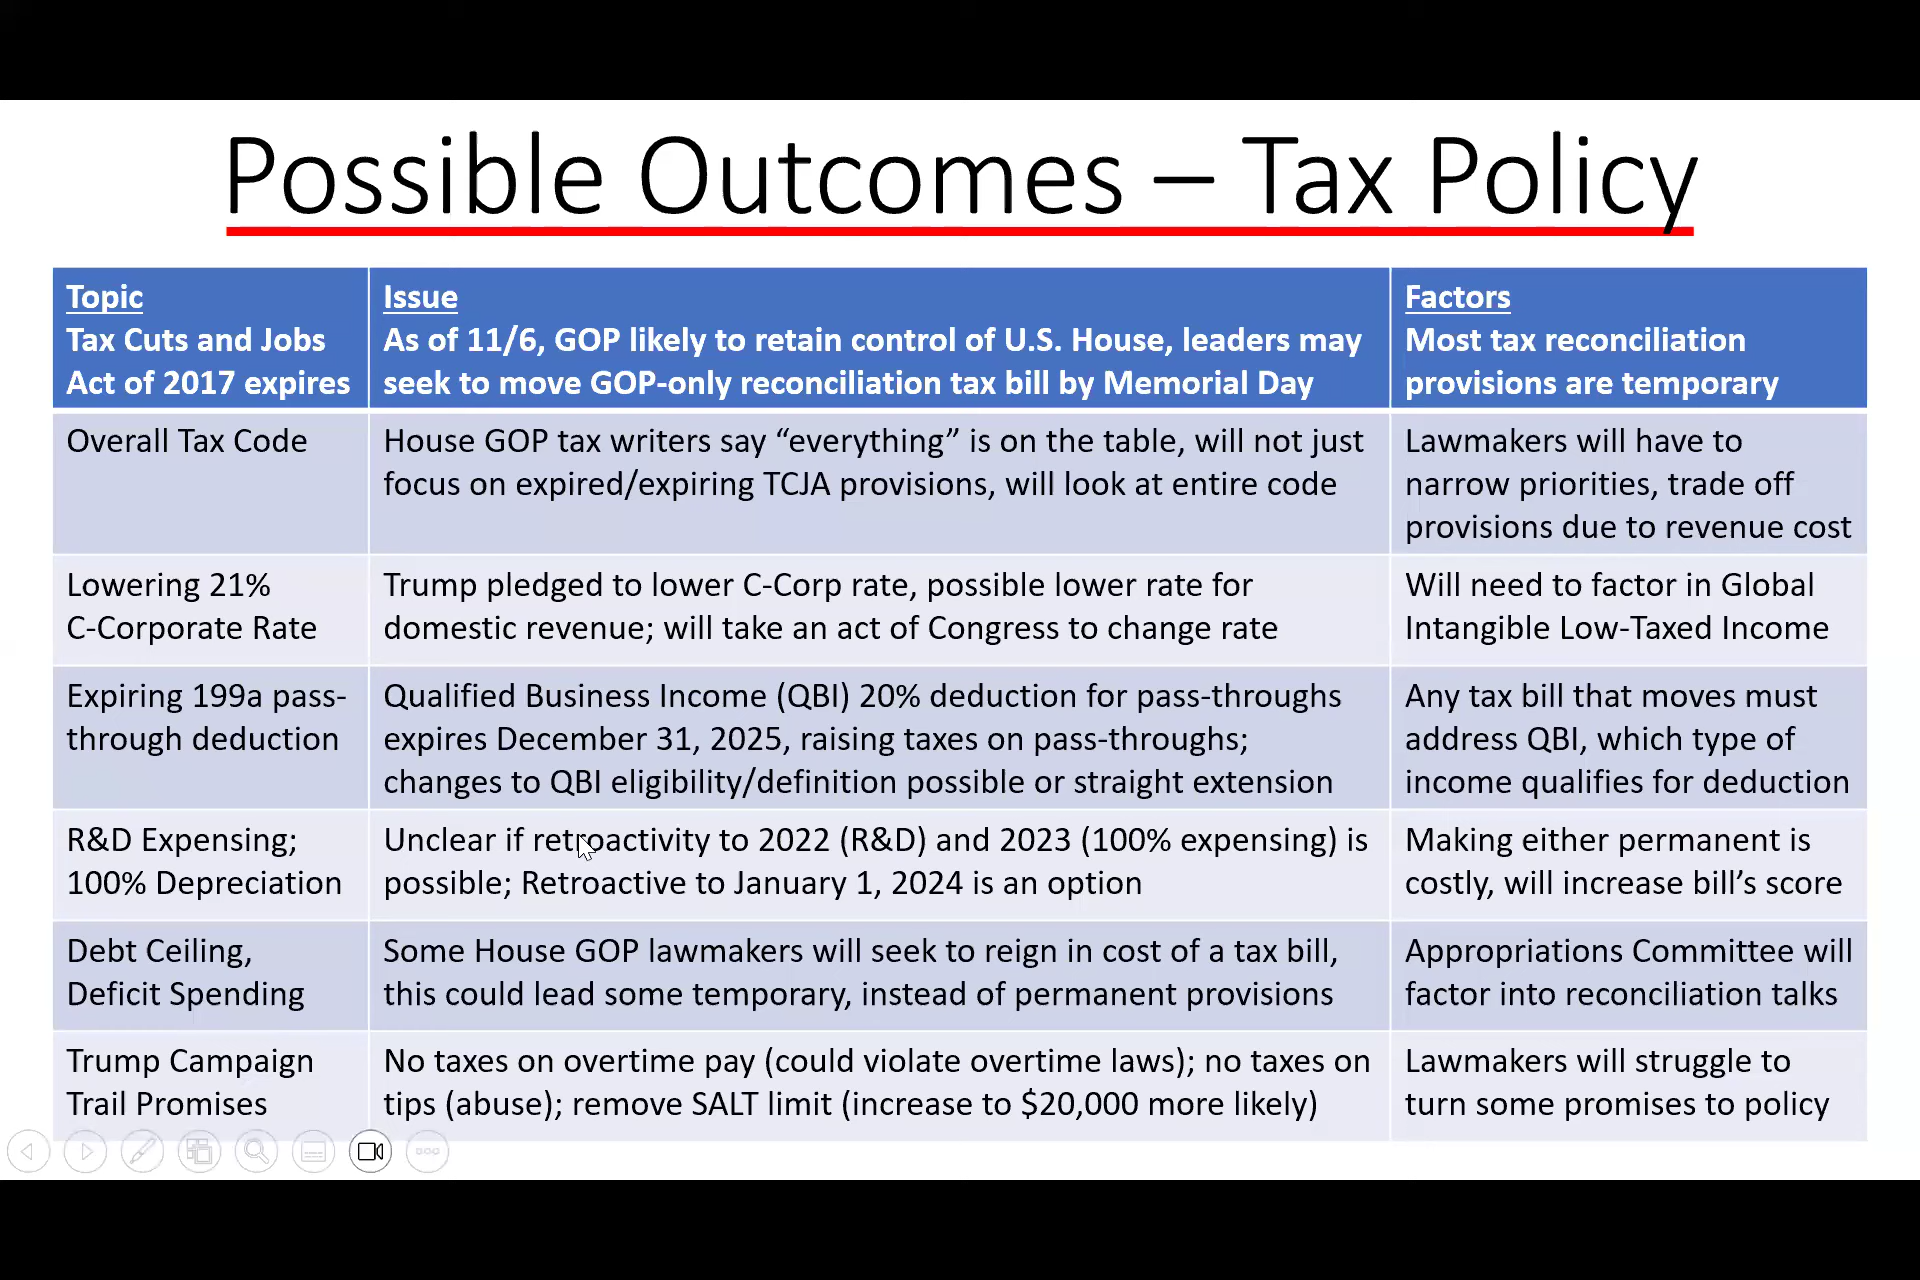 Possible Outcomes – Tax Policy
Topic
Tax Cuts and Jobs
Act of 2017 expires
Issue
As of 11/6, GOP likely to retain control of U.S. House, leaders may
seek to move GOP-only reconciliation tax bill by Memorial Day
Factors
Most tax reconciliation
provisions are temporary
Overall Tax Code
House GOP tax writers say “everything” is on the table, will not just
focus on expired/expiring TCJA provisions, will look at entire code
Lawmakers will have to
narrow priorities, trade off
provisions due to revenue cost
Lowering 21%
C-Corporate Rate
Trump pledged to lower C-Corp rate, possible lower rate for
domestic revenue; will take an act of Congress to change rate
Will need to factor in Global
Intangible Low-Taxed Income
Expiring 199a pass-
through deduction
Qualified Business Income (QBI) 20% deduction for pass-throughs
expires December 31, 2025, raising taxes on pass-throughs;
changes to QBI eligibility/definition possible or straight extension
Any tax bill that moves must
address QBI, which type of
income qualifies for deduction
R&D Expensing;
100% Depreciation
Unclear if retroactivity to 2022 (R&D) and 2023 (100% expensing) is
possible; Retroactive to January 1, 2024 is an option
Making either permanent is
costly, will increase bill’s score
Debt Ceiling,
Deficit Spending
Some House GOP lawmakers will seek to reign in cost of a tax bill,
this could lead some temporary, instead of permanent provisions
Appropriations Committee will
factor into reconciliation talks
Trump Campaign
Trail Promises
No taxes on overtime pay (could violate overtime laws); no taxes on
tips (abuse); remove SALT limit (increase to $20,000 more likely)
Lawmakers will struggle to
turn some promises to policy